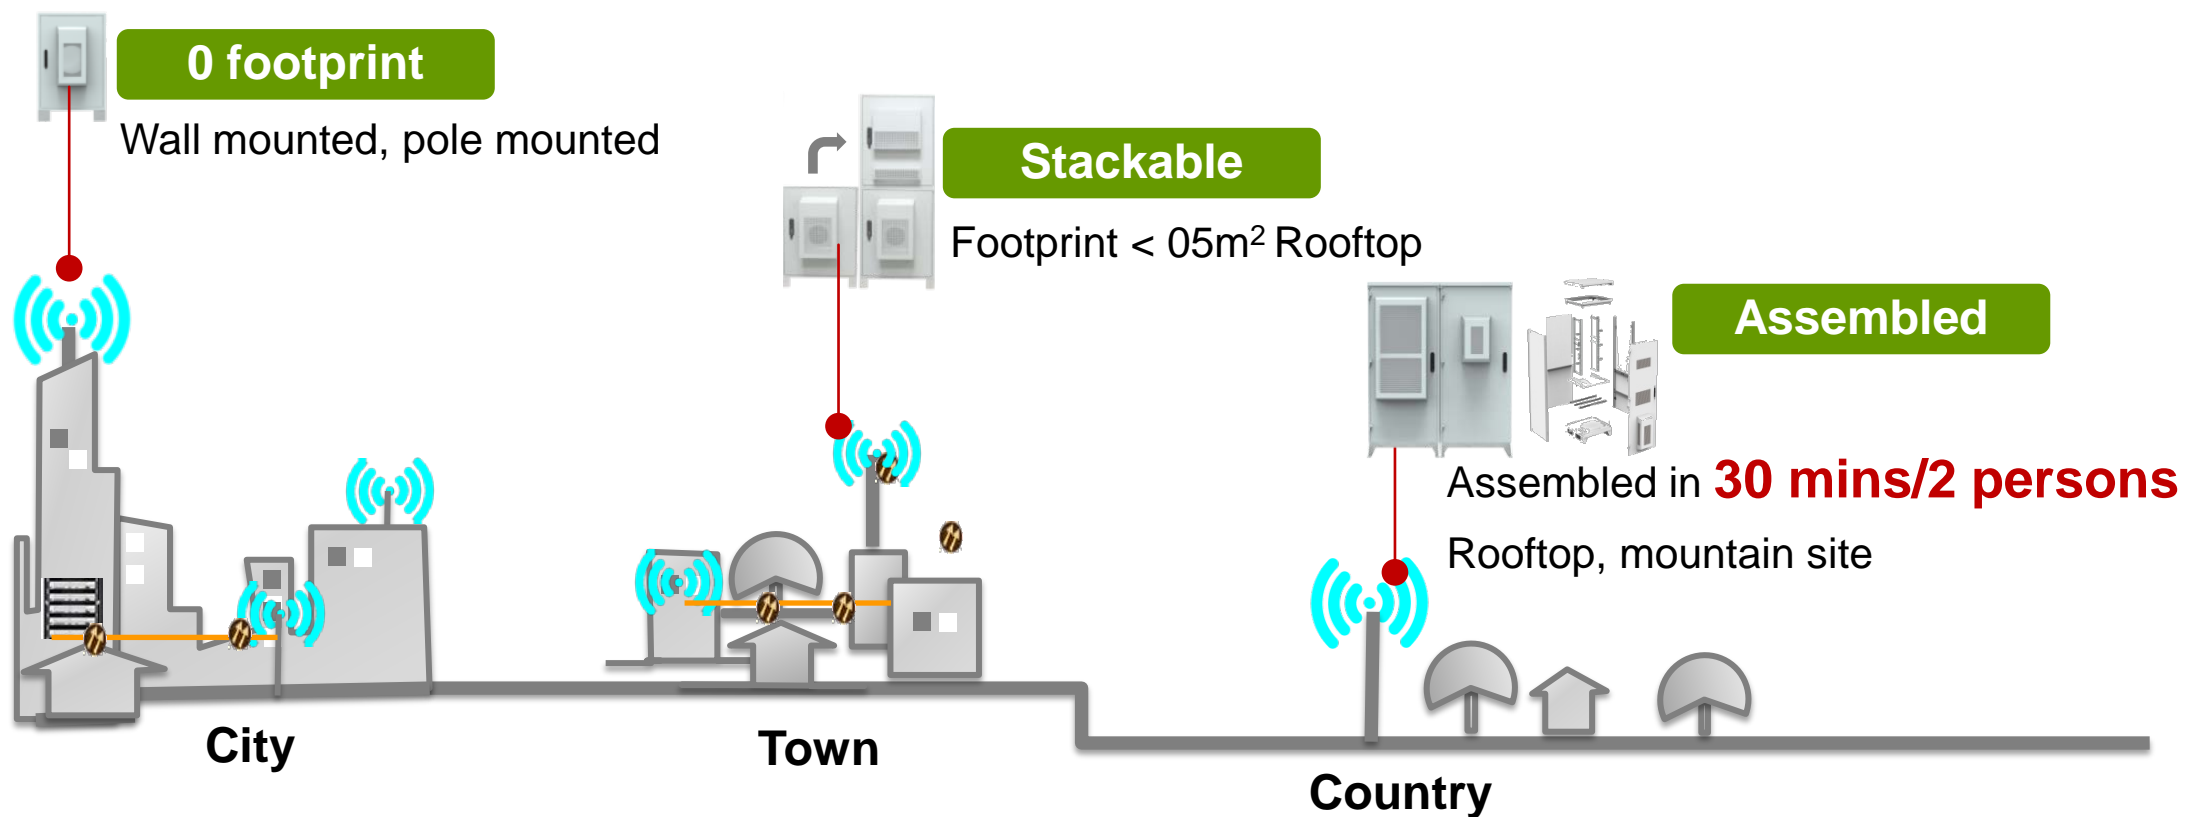 0 footprint
Wall mounted, pole mounted
Stackable
Footprint < 05m² Rooftop
Assembled
Assembled in 30 mins/2 persons
Rooftop, mountain site
City
Town
Country